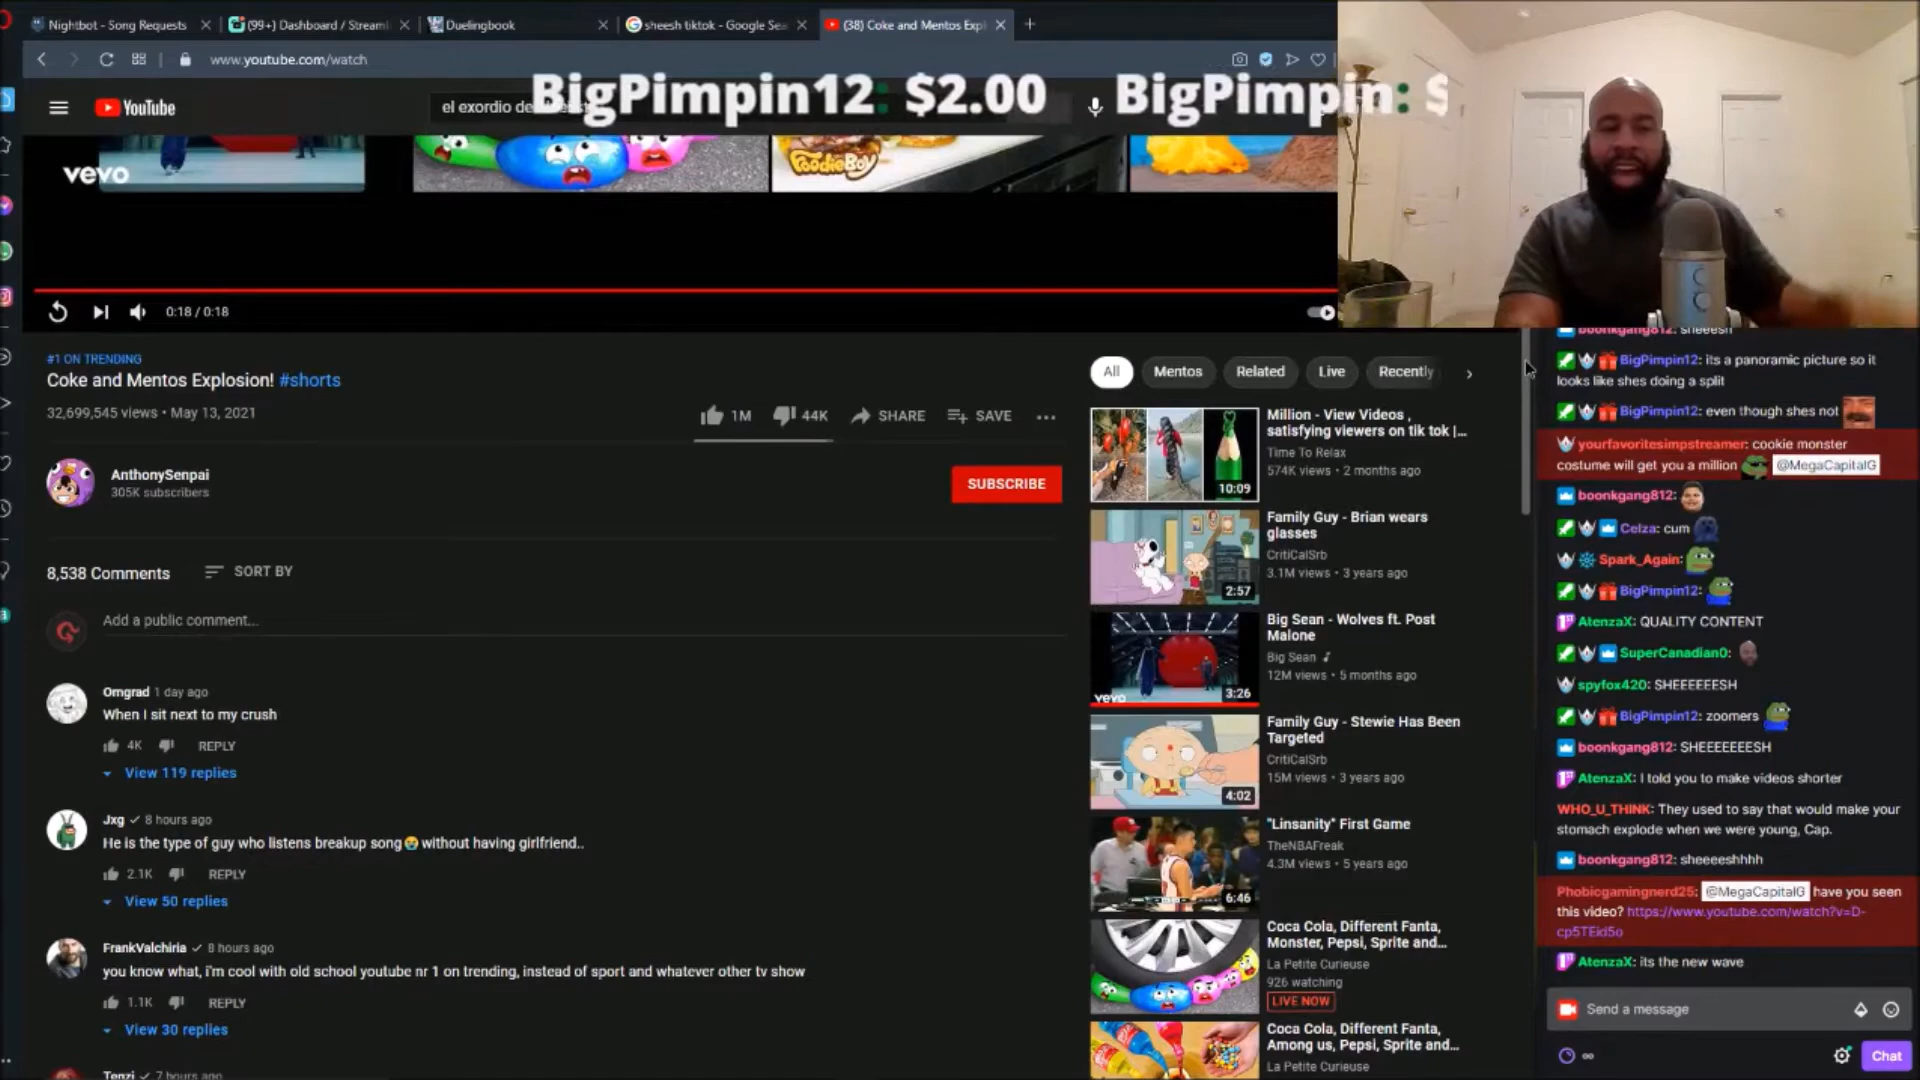 Nightbot - Song Requests
(99+) Dashboard / Streaml
Duelingbook
sheesh tiktok - Google Sea
(38) Coke and Mentos Expl
www.youtube.com/watch
BigPimpin12: $2.00 BigPimpin: $
YouTube
el exordio de
vevo
FoodieBoy
0:18 / 0:18
#1 ON TRENDING
Coke and Mentos Explosion! #shorts
32,699,545 views • May 13, 2021
1M
44K
SHARE
SAVE
AnthonySenpai
305K subscribers
SUBSCRIBE
8,538 Comments
SORT BY
Add a public comment...
Omgrad 1 day ago
When I sit next to my crush
4K
REPLY
View 119 replies
Jxg 8 hours ago
He is the type of guy who listens breakup song😭without having girlfriend..
2.1K
REPLY
View 50 replies
FrankValchiria 8 hours ago
you know what, i'm cool with old school youtube nr 1 on trending, instead of sport and whatever other tv show
1.1K
REPLY
View 30 replies
Tenzi 7 hours ago
All
Mentos
Related
Live
Recently
Million - View Videos ,
satisfying viewers on tik tok |...
Time To Relax
574K views • 2 months ago
10:09
Family Guy - Brian wears
glasses
CritiCalSrb
3.1M views • 3 years ago
2:57
Big Sean - Wolves ft. Post
Malone
Big Sean
12M views • 5 months ago
vevo
3:26
Family Guy - Stewie Has Been
Targeted
CritiCalSrb
15M views • 3 years ago
4:02
"Linsanity" First Game
TheNBAFreak
4.3M views • 5 years ago
6:46
Coca Cola, Different Fanta,
Monster, Pepsi, Sprite and...
La Petite Curieuse
926 watching
LIVE NOW
Coca Cola, Different Fanta,
Among us, Pepsi, Sprite and...
La Petite Curieuse
boonkgang812: sheeesh
BigPimpin12: its a panoramic picture so it
looks like shes doing a split
BigPimpin12: even though shes not
yourfavoritesimpstreamer: cookie monster
costume will get you a million @MegaCapitalG
boonkgang812:
Celza: cum
Spark_Again:
BigPimpin12:
AtenzaX: QUALITY CONTENT
SuperCanadian0:
spyfox420: SHEEEEEESH
BigPimpin12: zoomers
boonkgang812: SHEEEEEEESH
AtenzaX: I told you to make videos shorter
WHO_U_THINK: They used to say that would make your
stomach explode when we were young, Cap.
boonkgang812: sheeeeshhhh
Phobicgamingnerd25: @MegaCapitalG have you seen
this video? https://www.youtube.com/watch?v=D-
cp5TEid5o
AtenzaX: its the new wave
Send a message
Chat